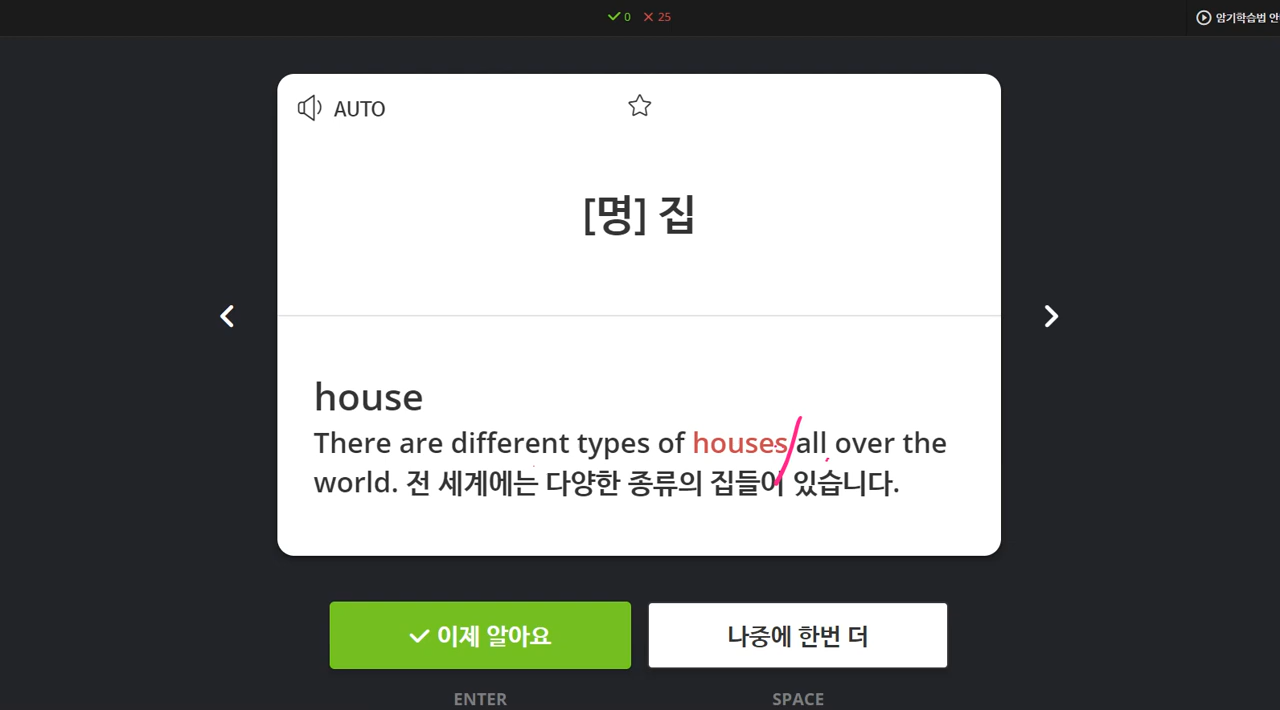 0 25
암기학습법 안
AUTO
[명] 집
house
There are different types of houses all over the
world. 전 세계에는 다양한 종류의 집들이 있습니다.
이제 알아요
나중에 한번 더
ENTER
SPACE